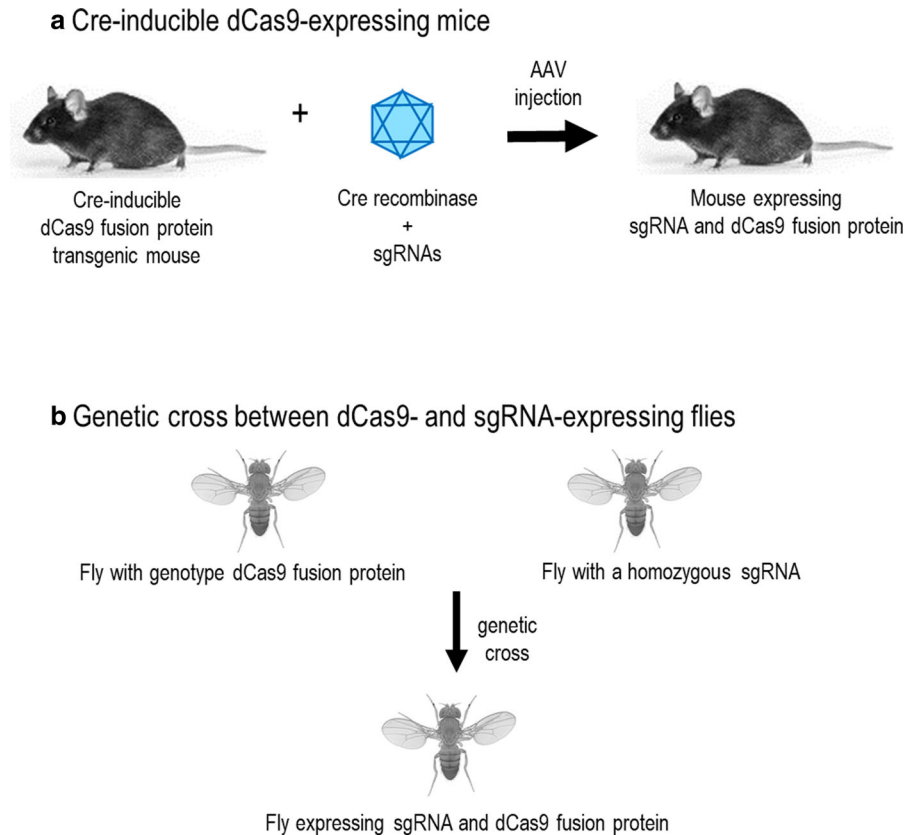 a Cre-inducible dCas9-expressing mice
+
AAV
injection
Cre-inducible
dCas9 fusion protein
transgenic mouse
Cre recombinase
+
sgRNAs
Mouse expressing
sgRNA and dCas9 fusion protein
b Genetic cross between dCas9- and sgRNA-expressing flies
Fly with genotype dCas9 fusion protein
Fly with a homozygous sgRNA
genetic
cross
Fly expressing sgRNA and dCas9 fusion protein